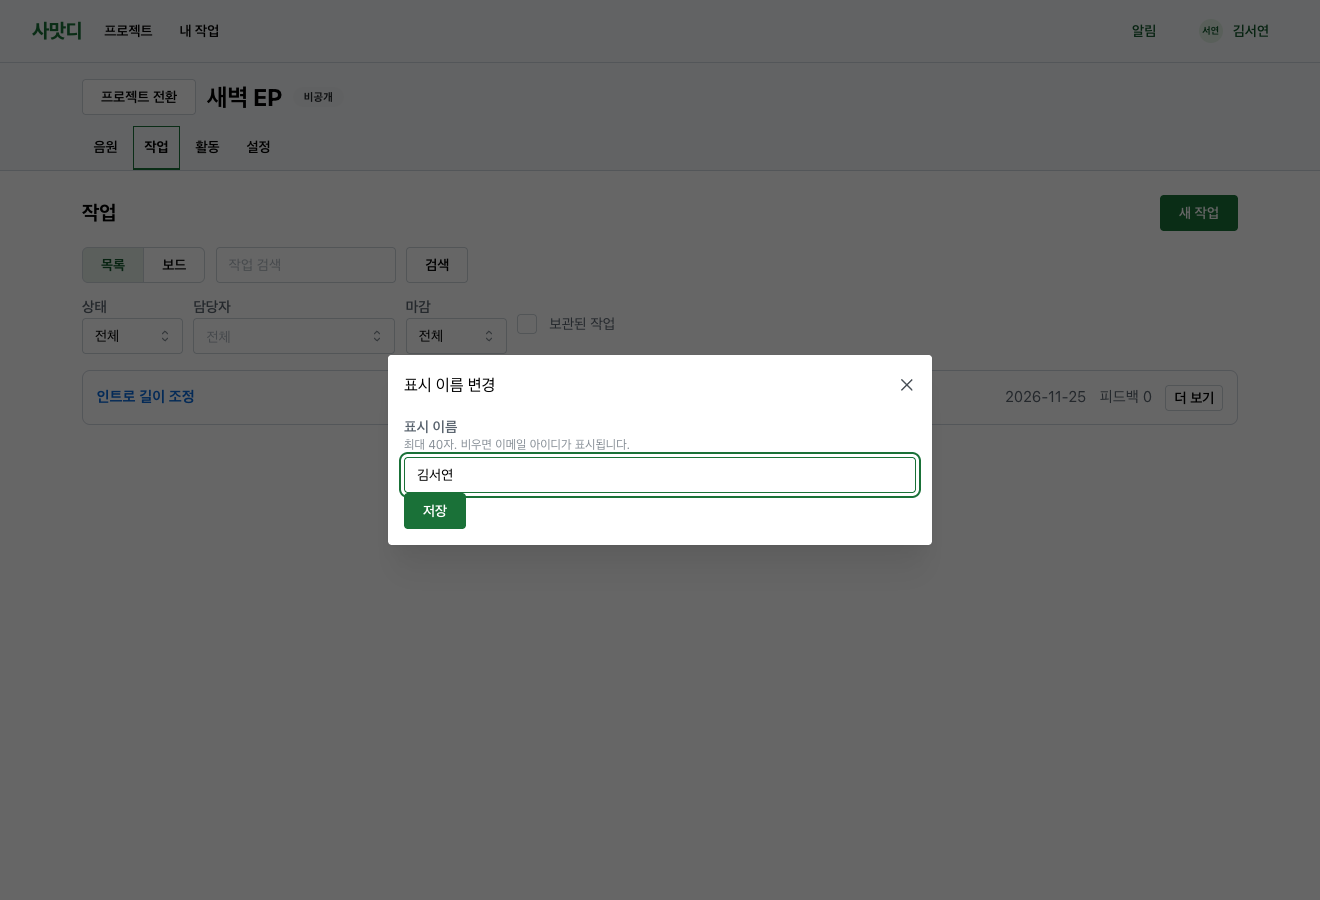 사맛디 프로젝트 내 작업 알림 서연 김서연
프로젝트 전환 새벽 EP 비공개
음원 작업 활동 설정
작업 새 작업
목록 보드 작업 검색 검색
상태 담당자 마감
전체 전체 전체 보관된 작업
인트로 길이 조정 2026-11-25 피드백 0 더 보기
표시 이름 변경
표시 이름
최대 40자. 비우면 이메일 아이디가 표시됩니다.
김서연
저장